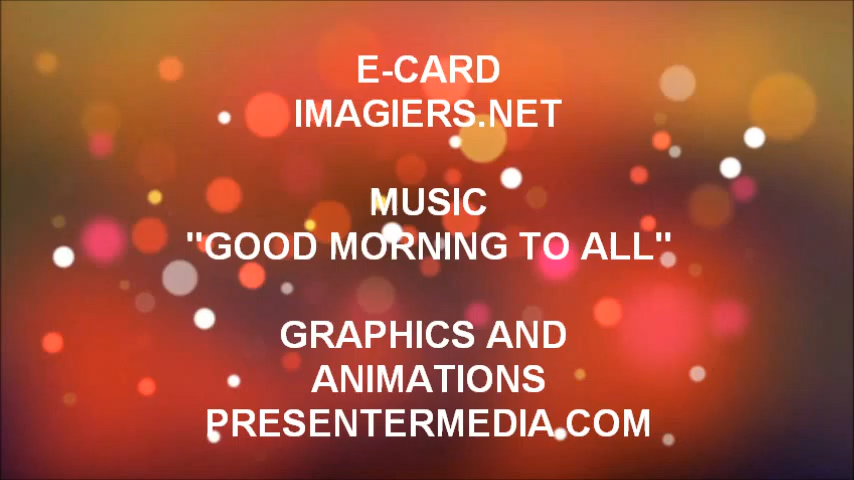 E-CARD
IMAGIERS.NET
MUSIC
"GOOD MORNING TO ALL"
GRAPHICS AND
ANIMATIONS
PRESENTERMEDIA.COM